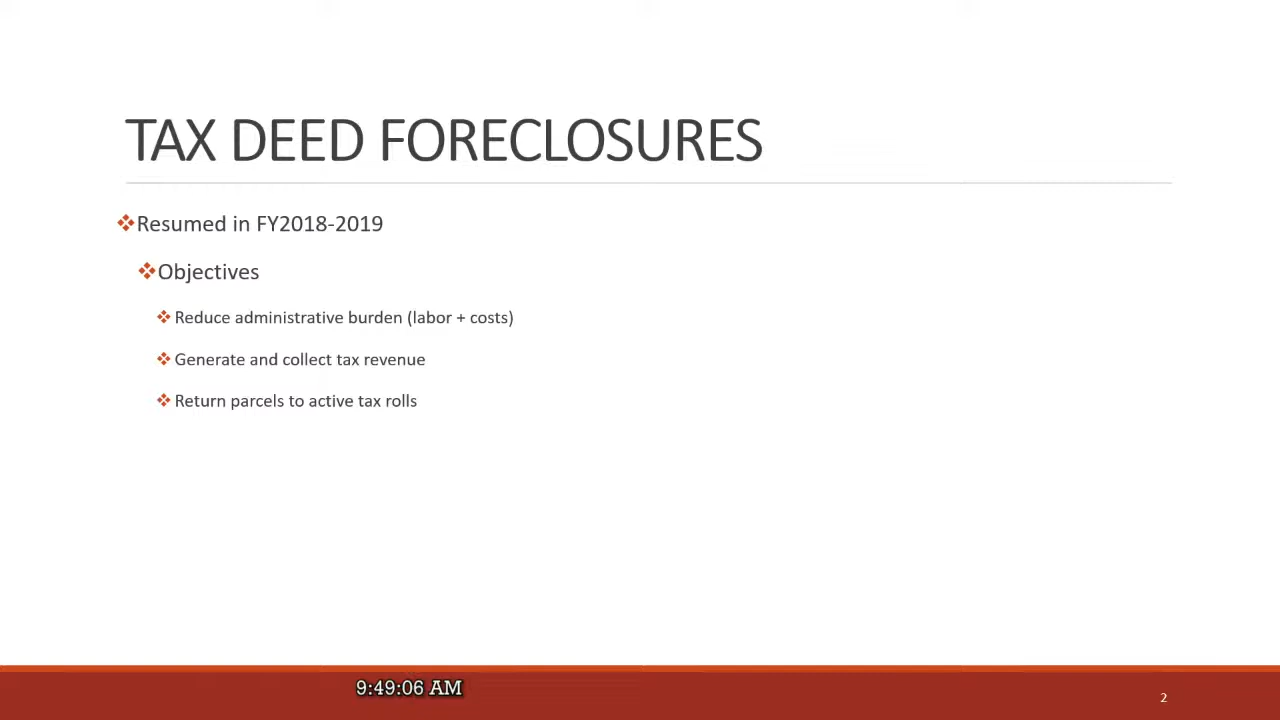 TAX DEED FORECLOSURES
Resumed in FY2018-2019
Objectives
Reduce administrative burden (labor + costs)
Generate and collect tax revenue
Return parcels to active tax rolls
9:49:06 AM
2